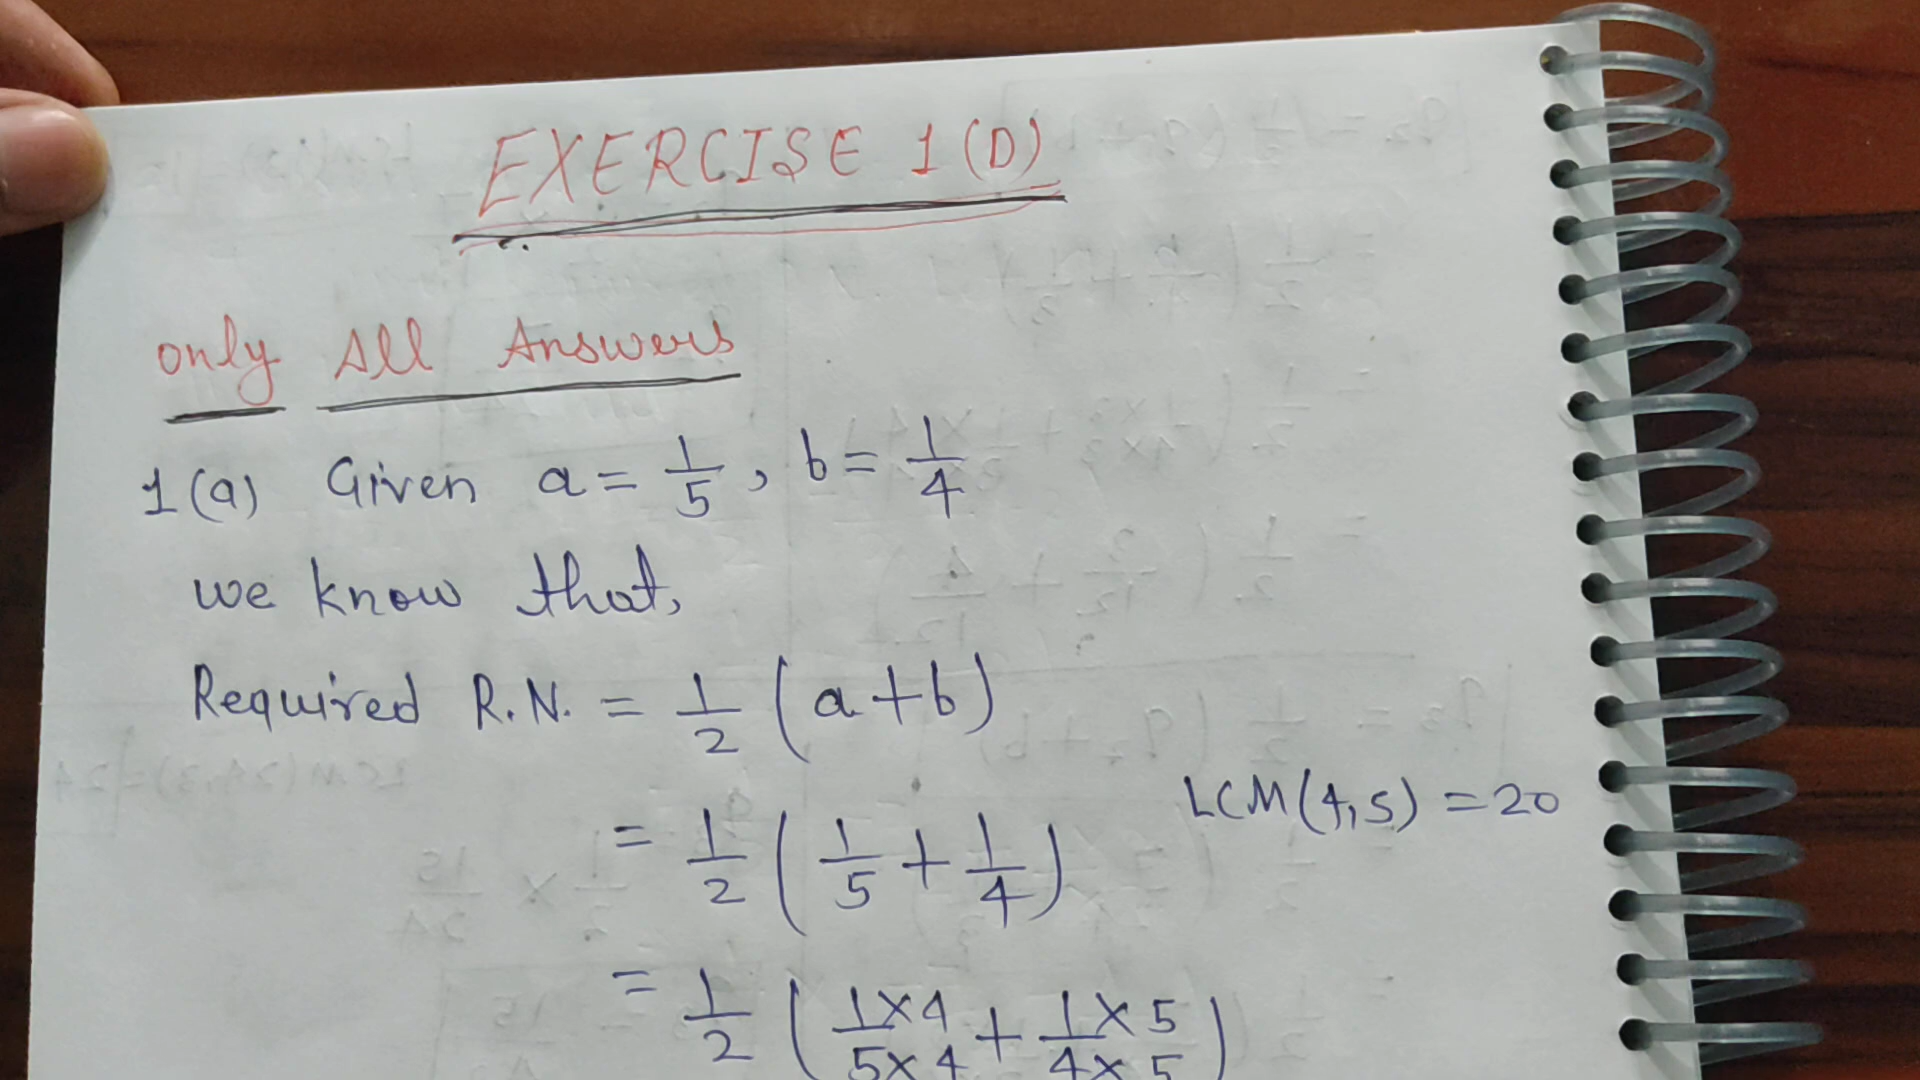 EXERCISE 1(D)
only All Answers
1(a) Given a = 1/5, b = 1/4
we know that,
Required R.N. = 1/2 (a+b)
LCM(4,5) = 20
= 1/2 (1/5 + 1/4)
= 1/2 (1×4/5×4 + 1×5/4×5)